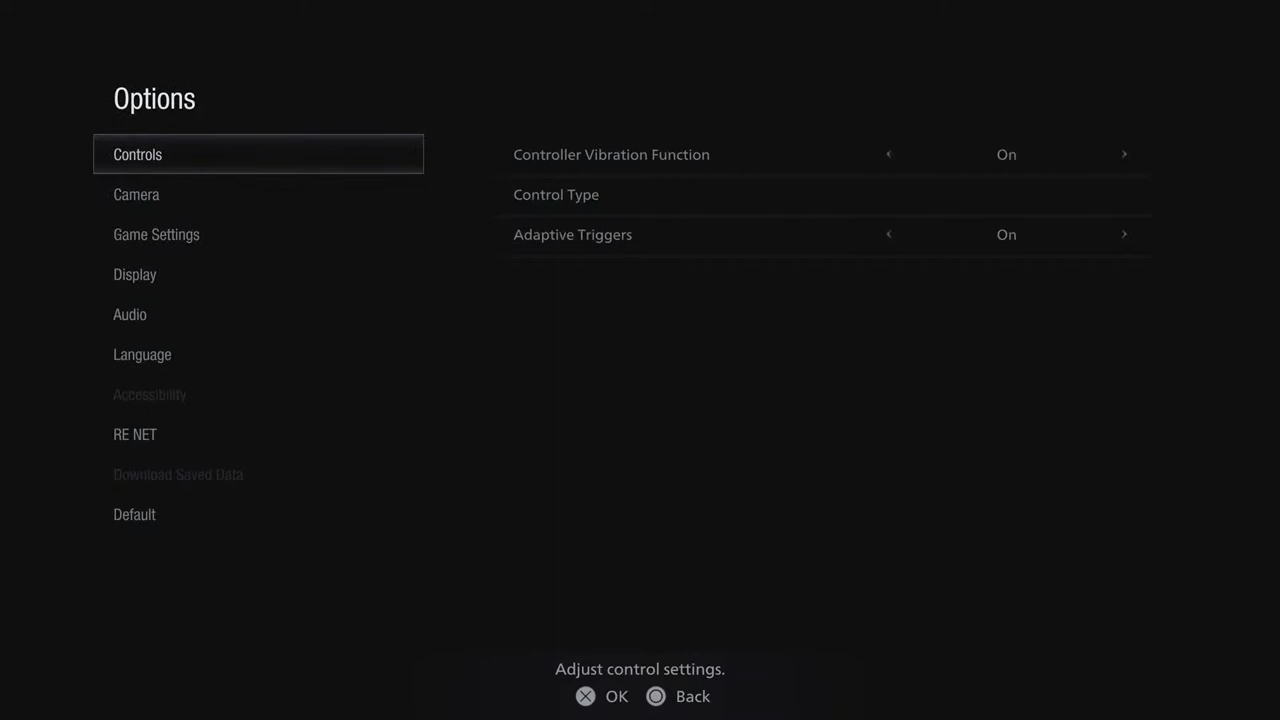 Options
Controls
Camera
Game Settings
Display
Audio
Language
Accessibility
RE NET
Download Saved Data
Default
Controller Vibration Function On
Control Type
Adaptive Triggers On
Adjust control settings.
OK Back